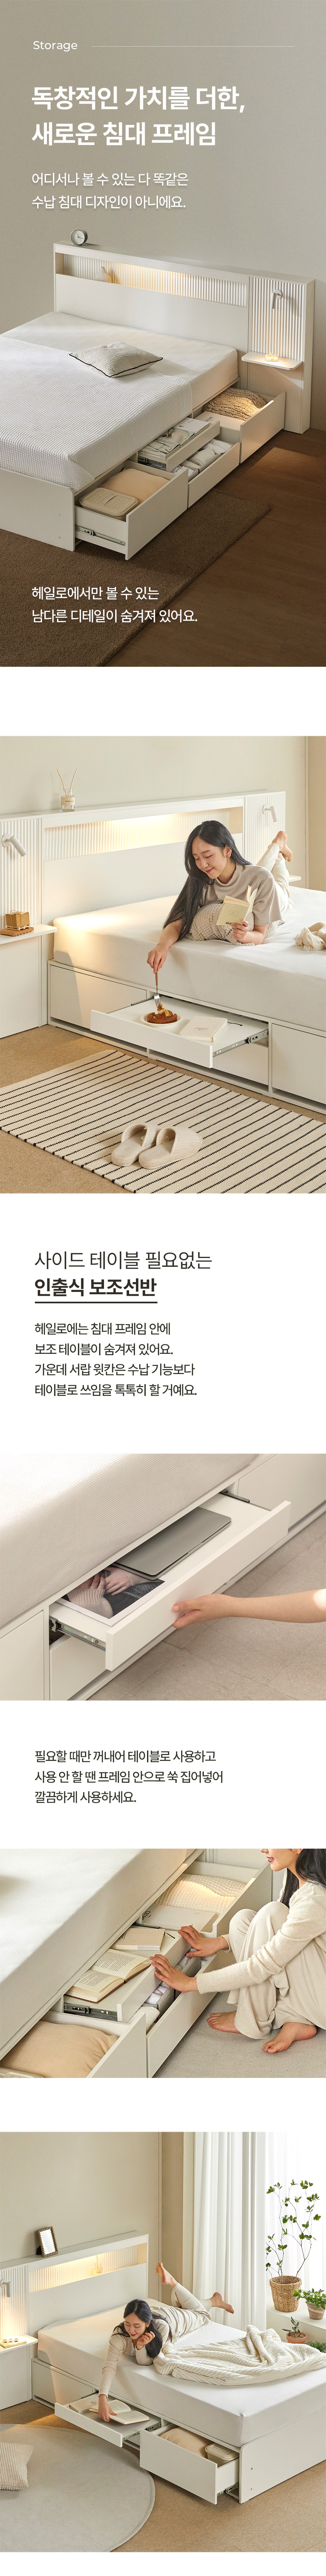 Storage
독창적인 가치를 더한,
새로운 침대 프레임
어디서나 볼 수 있는 다 똑같은
수납 침대 디자인이 아니에요.
헤일로에서만 볼 수 있는
남다른 디테일이 숨겨져 있어요.
사이드 테이블 필요없는
인출식 보조선반
헤일로에는 침대 프레임 안에
보조 테이블이 숨겨져 있어요.
가운데 서랍 윗칸은 수납 기능보다
테이블로 쓰임을 톡톡히 할 거예요.
필요할 때만 꺼내어 테이블로 사용하고
사용 안 할 땐 프레임 안으로 쏙 집어넣어
깔끔하게 사용하세요.